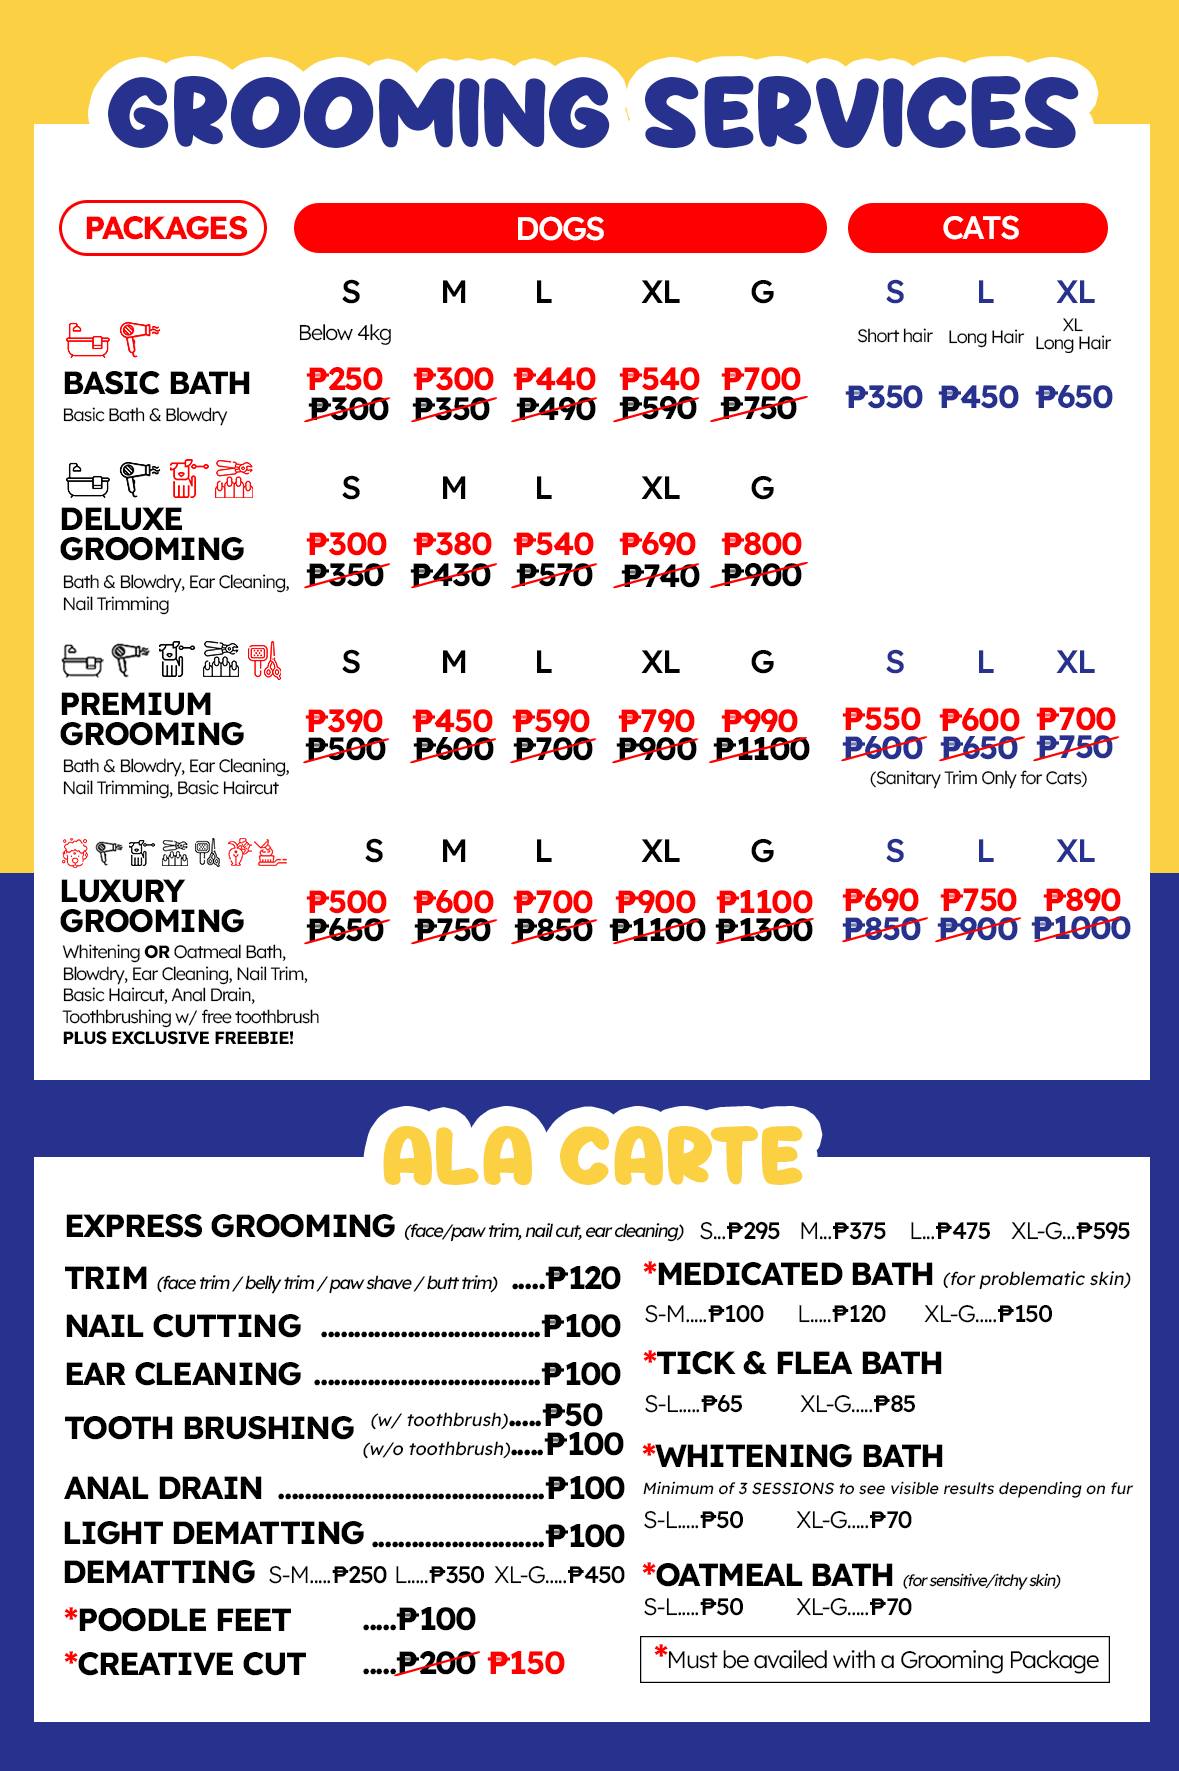 GROOMING SERVICES
PACKAGES DOGS CATS
S M L XL G S L XL
Below 4kg Short hair Long Hair XL Long Hair
BASIC BATH
Basic Bath & Blowdry
₱250 ₱300 ₱440 ₱540 ₱700
₱300 ₱350 ₱490 ₱590 ₱750
₱350 ₱450 ₱650
S M L XL G
DELUXE
GROOMING
Bath & Blowdry, Ear Cleaning,
Nail Trimming
₱300 ₱380 ₱540 ₱690 ₱800
₱350 ₱430 ₱570 ₱740 ₱900
S M L XL G S L XL
PREMIUM
GROOMING
Bath & Blowdry, Ear Cleaning,
Nail Trimming, Basic Haircut
₱390 ₱450 ₱590 ₱790 ₱990 ₱550 ₱600 ₱700
₱500 ₱600 ₱700 ₱900 ₱1100 ₱600 ₱650 ₱750
(Sanitary Trim Only for Cats)
S M L XL G S L XL
LUXURY
GROOMING
Whitening OR Oatmeal Bath,
Blowdry, Ear Cleaning, Nail Trim,
Basic Haircut, Anal Drain,
Toothbrushing w/ free toothbrush
PLUS EXCLUSIVE FREEBIE!
₱500 ₱600 ₱700 ₱900 ₱1100 ₱690 ₱750 ₱890
₱650 ₱750 ₱850 ₱1100 ₱1300 ₱850 ₱900 ₱1000
ALA CARTE
EXPRESS GROOMING (face/paw trim, nail cut, ear cleaning) S...₱295 M...₱375 L...₱475 XL-G...₱595
TRIM (face trim / belly trim / paw shave / butt trim) .....₱120
NAIL CUTTING .................................₱100
EAR CLEANING ..................................₱100
TOOTH BRUSHING (w/ toothbrush).....₱50
(w/o toothbrush).....₱100
ANAL DRAIN ........................................₱100
LIGHT DEMATTING ..........................₱100
DEMATTING S-M.....₱250 L.....₱350 XL-G.....₱450
*POODLE FEET .....₱100
*CREATIVE CUT .....₱200 ₱150
*MEDICATED BATH (for problematic skin)
S-M.....₱100 L.....₱120 XL-G.....₱150
*TICK & FLEA BATH
S-L.....₱65 XL-G.....₱85
*WHITENING BATH
Minimum of 3 SESSIONS to see visible results depending on fur
S-L.....₱50 XL-G.....₱70
*OATMEAL BATH (for sensitive/itchy skin)
S-L.....₱50 XL-G.....₱70
*Must be availed with a Grooming Package